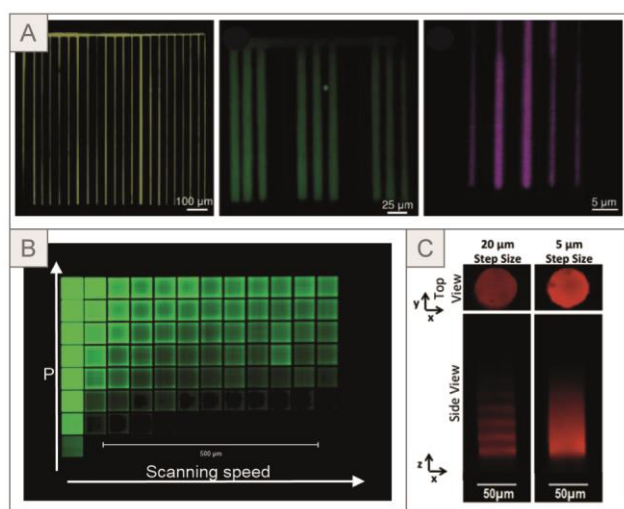 A
100 µm
25 µm
5 µm
B
P
500 µm
Scanning speed
C
20 µm
Step Size
5 µm
Step Size
Top
View
y
x
Side View
z
x
50µm
50µm